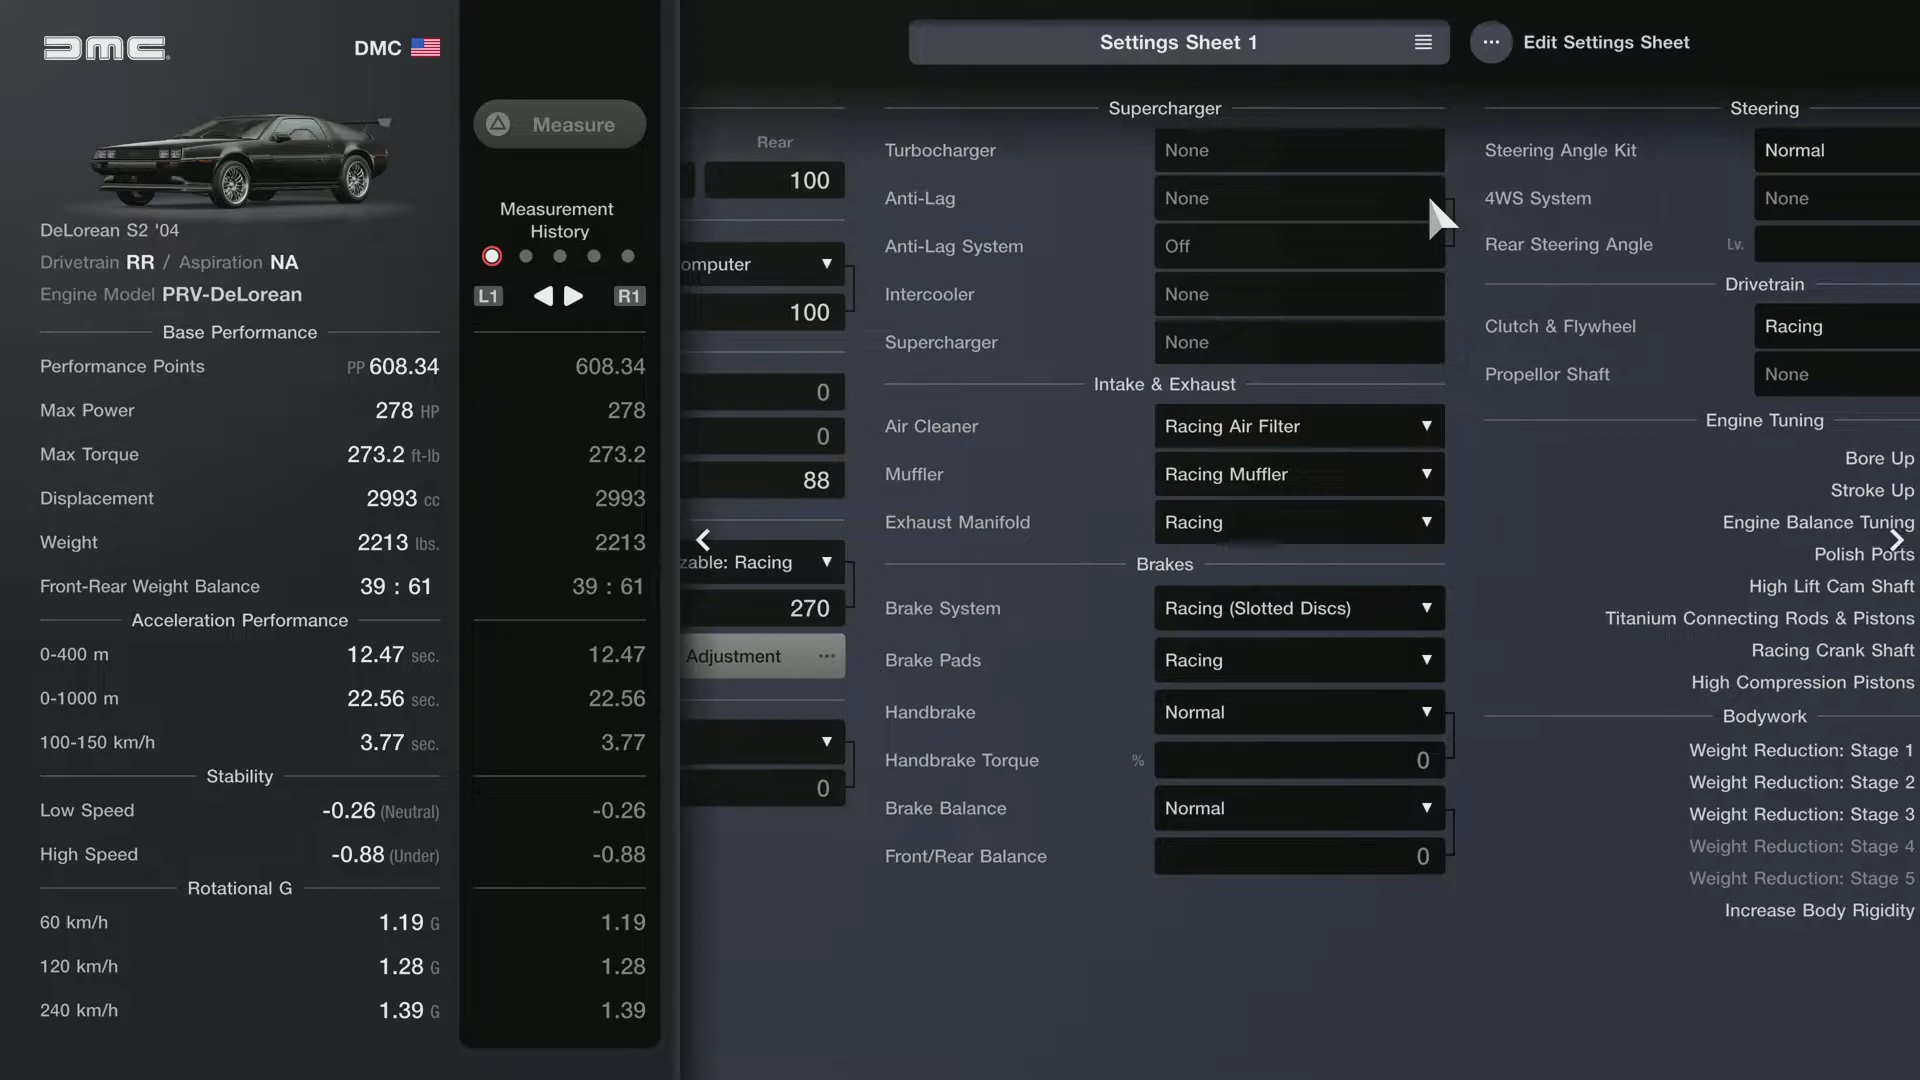 DMC
DMC
DeLorean S2 '04
Drivetrain RR / Aspiration NA
Engine Model PRV-DeLorean
Base Performance
Performance Points PP 608.34
Max Power 278 HP
Max Torque 273.2 ft-lb
Displacement 2993 cc
Weight 2213 lbs.
Front-Rear Weight Balance 39 : 61
Acceleration Performance
0-400 m 12.47 sec.
0-1000 m 22.56 sec.
100-150 km/h 3.77 sec.
Stability
Low Speed -0.26 (Neutral)
High Speed -0.88 (Under)
Rotational G
60 km/h 1.19 G
120 km/h 1.28 G
240 km/h 1.39 G
Measure
Measurement
History
L1 R1
608.34
278
273.2
2993
2213
39 : 61
12.47
22.56
3.77
-0.26
-0.88
1.19
1.28
1.39
Settings Sheet 1
Edit Settings Sheet
Rear
100
omputer
100
0
0
88
zable: Racing
270
Adjustment
0
Supercharger
Turbocharger None
Anti-Lag None
Anti-Lag System Off
Intercooler None
Supercharger None
Intake & Exhaust
Air Cleaner Racing Air Filter
Muffler Racing Muffler
Exhaust Manifold Racing
Brakes
Brake System Racing (Slotted Discs)
Brake Pads Racing
Handbrake Normal
Handbrake Torque % 0
Brake Balance Normal
Front/Rear Balance 0
Steering
Steering Angle Kit Normal
4WS System None
Rear Steering Angle Lv.
Drivetrain
Clutch & Flywheel Racing
Propellor Shaft None
Engine Tuning
Bore Up
Stroke Up
Engine Balance Tuning
Polish Ports
High Lift Cam Shaft
Titanium Connecting Rods & Pistons
Racing Crank Shaft
High Compression Pistons
Bodywork
Weight Reduction: Stage 1
Weight Reduction: Stage 2
Weight Reduction: Stage 3
Weight Reduction: Stage 4
Weight Reduction: Stage 5
Increase Body Rigidity